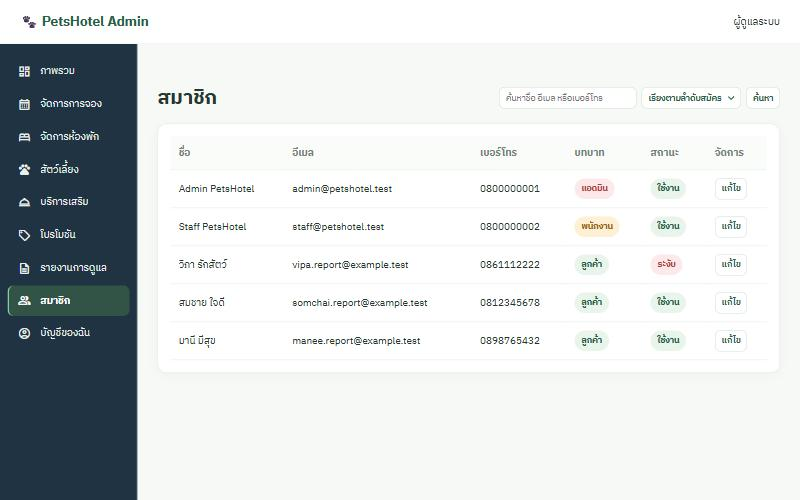 PetsHotel Admin
ผู้ดูแลระบบ
ภาพรวม
จัดการการจอง
จัดการห้องพัก
สัตว์เลี้ยง
บริการเสริม
โปรโมชัน
รายงานการดูแล
สมาชิก
บัญชีของฉัน
สมาชิก
ค้นหาชื่อ อีเมล หรือเบอร์โทร
เรียงตามลำดับสมัคร
ค้นหา
ชื่อ อีเมล เบอร์โทร บทบาท สถานะ จัดการ
Admin PetsHotel admin@petshotel.test 0800000001 แอดมิน ใช้งาน แก้ไข
Staff PetsHotel staff@petshotel.test 0800000002 พนักงาน ใช้งาน แก้ไข
วิภา รักสัตว์ vipa.report@example.test 0861112222 ลูกค้า ระงับ แก้ไข
สมชาย ใจดี somchai.report@example.test 0812345678 ลูกค้า ใช้งาน แก้ไข
มานี มีสุข manee.report@example.test 0898765432 ลูกค้า ใช้งาน แก้ไข